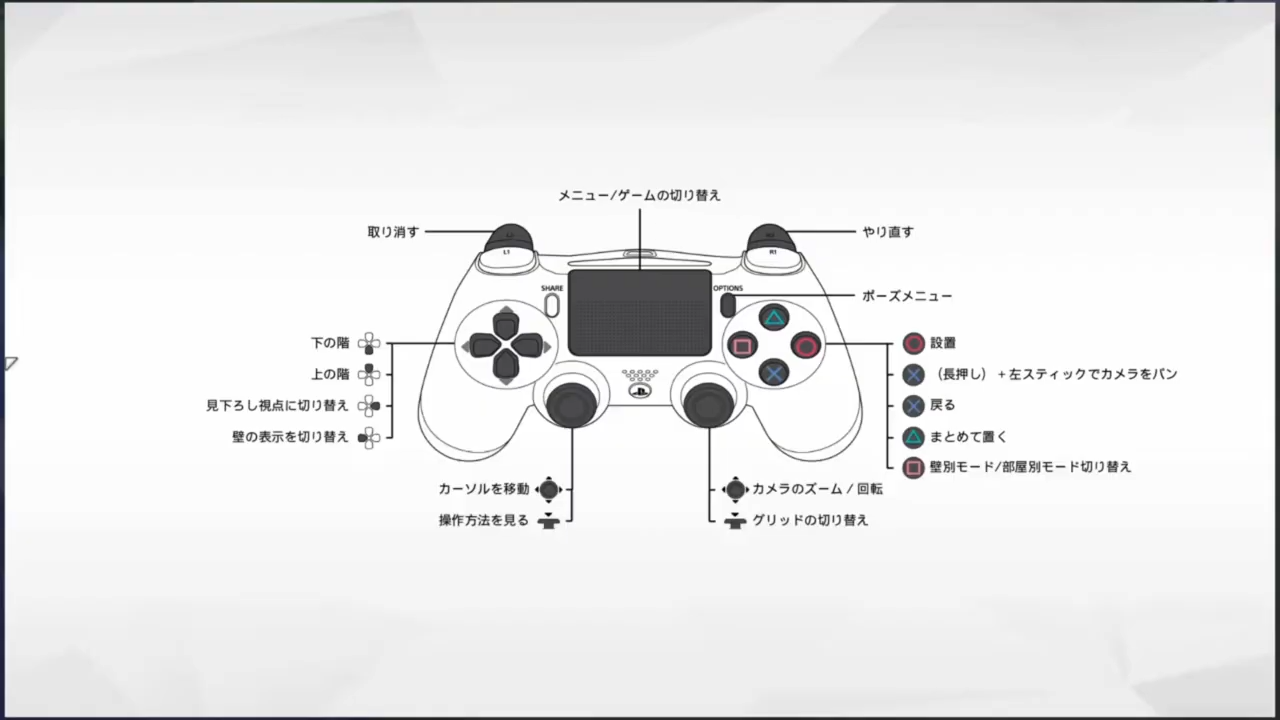 メニュー/ゲームの切り替え
取り消す
やり直す
L1
R1
SHARE
OPTIONS
ポーズメニュー
下の階
上の階
見下ろし視点に切り替え
壁の表示を切り替え
設置
（長押し）+左スティックでカメラをパン
戻る
まとめて置く
壁別モード/部屋別モード切り替え
カーソルを移動
操作方法を見る
カメラのズーム / 回転
グリッドの切り替え